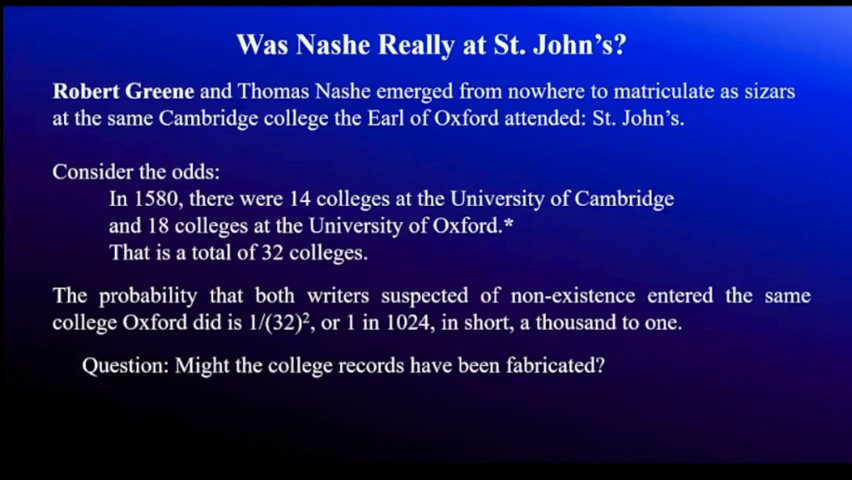 Was Nashe Really at St. John's?
Robert Greene and Thomas Nashe emerged from nowhere to matriculate as sizars
at the same Cambridge college the Earl of Oxford attended: St. John's.
Consider the odds:
In 1580, there were 14 colleges at the University of Cambridge
and 18 colleges at the University of Oxford.*
That is a total of 32 colleges.
The probability that both writers suspected of non-existence entered the same
college Oxford did is 1/(32)², or 1 in 1024, in short, a thousand to one.
Question: Might the college records have been fabricated?